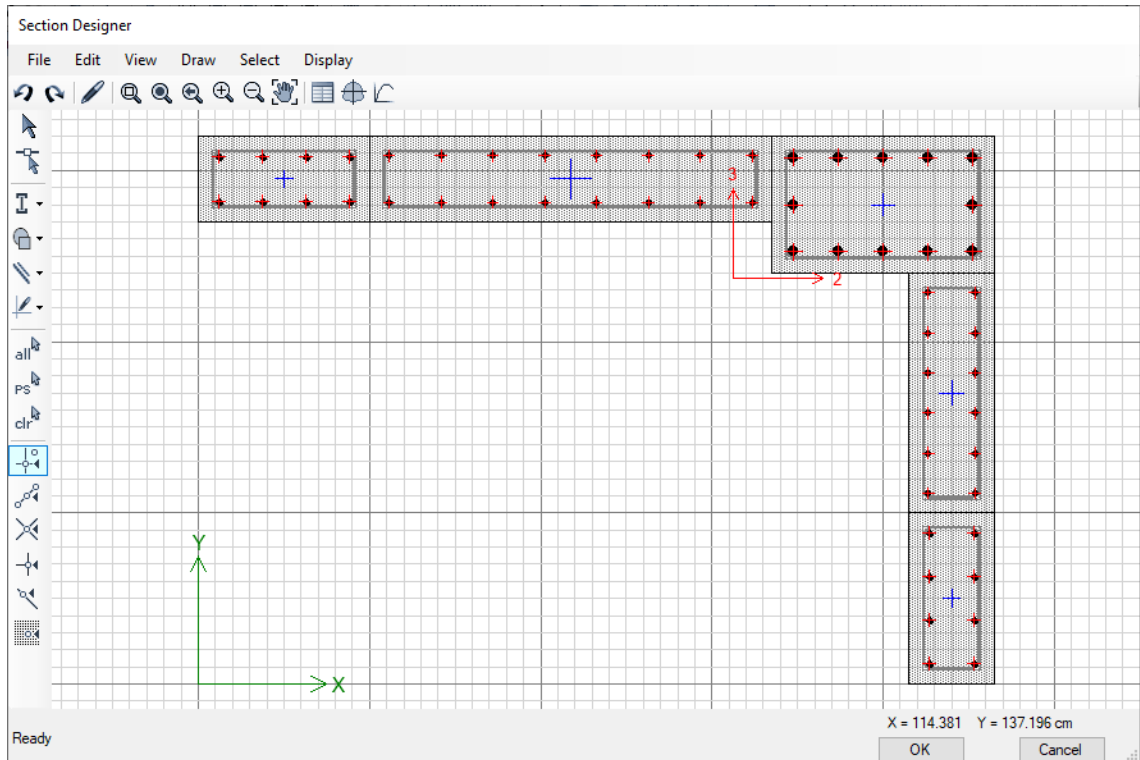 Section Designer
File Edit View Draw Select Display
all
PS
clr
3
2
Y
X
X = 114.381 Y = 137.196 cm
Ready
OK Cancel